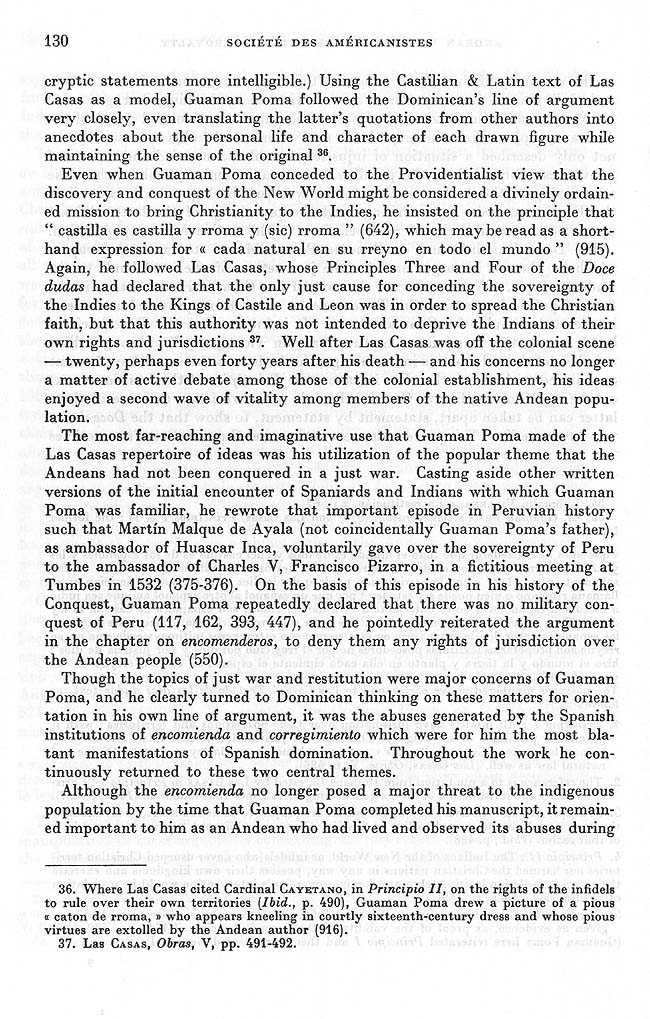 130 SOCIÉTÉ DES AMÉRICANISTES
cryptic statements more intelligible.) Using the Castilian & Latin text of Las
Casas as a model, Guaman Poma followed the Dominican's line of argument
very closely, even translating the latter's quotations from other authors into
anecdotes about the personal life and character of each drawn figure while
maintaining the sense of the original 36.
Even when Guaman Poma conceded to the Providentialist view that the
discovery and conquest of the New World might be considered a divinely ordain-
ed mission to bring Christianity to the Indies, he insisted on the principle that
“ castilla es castilla y rroma y (sic) rroma ” (642), which may be read as a short-
hand expression for « cada natural en su rreyno en todo el mundo ” (915).
Again, he followed Las Casas, whose Principles Three and Four of the Doce
dudas had declared that the only just cause for conceding the sovereignty of
the Indies to the Kings of Castile and Leon was in order to spread the Christian
faith, but that this authority was not intended to deprive the Indians of their
own rights and jurisdictions 37. Well after Las Casas was off the colonial scene
— twenty, perhaps even forty years after his death — and his concerns no longer
a matter of active debate among those of the colonial establishment, his ideas
enjoyed a second wave of vitality among members of the native Andean popu-
lation.
The most far-reaching and imaginative use that Guaman Poma made of the
Las Casas repertoire of ideas was his utilization of the popular theme that the
Andeans had not been conquered in a just war. Casting aside other written
versions of the initial encounter of Spaniards and Indians with which Guaman
Poma was familiar, he rewrote that important episode in Peruvian history
such that Martín Malque de Ayala (not coincidentally Guaman Poma's father),
as ambassador of Huascar Inca, voluntarily gave over the sovereignty of Peru
to the ambassador of Charles V, Francisco Pizarro, in a fictitious meeting at
Tumbes in 1532 (375-376). On the basis of this episode in his history of the
Conquest, Guaman Poma repeatedly declared that there was no military con-
quest of Peru (117, 162, 393, 447), and he pointedly reiterated the argument
in the chapter on encomenderos, to deny them any rights of jurisdiction over
the Andean people (550).
Though the topics of just war and restitution were major concerns of Guaman
Poma, and he clearly turned to Dominican thinking on these matters for orien-
tation in his own line of argument, it was the abuses generated by the Spanish
institutions of encomienda and corregimiento which were for him the most bla-
tant manifestations of Spanish domination. Throughout the work he con-
tinuously returned to these two central themes.
Although the encomienda no longer posed a major threat to the indigenous
population by the time that Guaman Poma completed his manuscript, it remain-
ed important to him as an Andean who had lived and observed its abuses during
36. Where Las Casas cited Cardinal CAYETANO, in Principio II, on the rights of the infidels
to rule over their own territories (Ibid., p. 490), Guaman Poma drew a picture of a pious
« caton de rroma, » who appears kneeling in courtly sixteenth-century dress and whose pious
virtues are extolled by the Andean author (916).
37. Las CASAS, Obras, V, pp. 491-492.